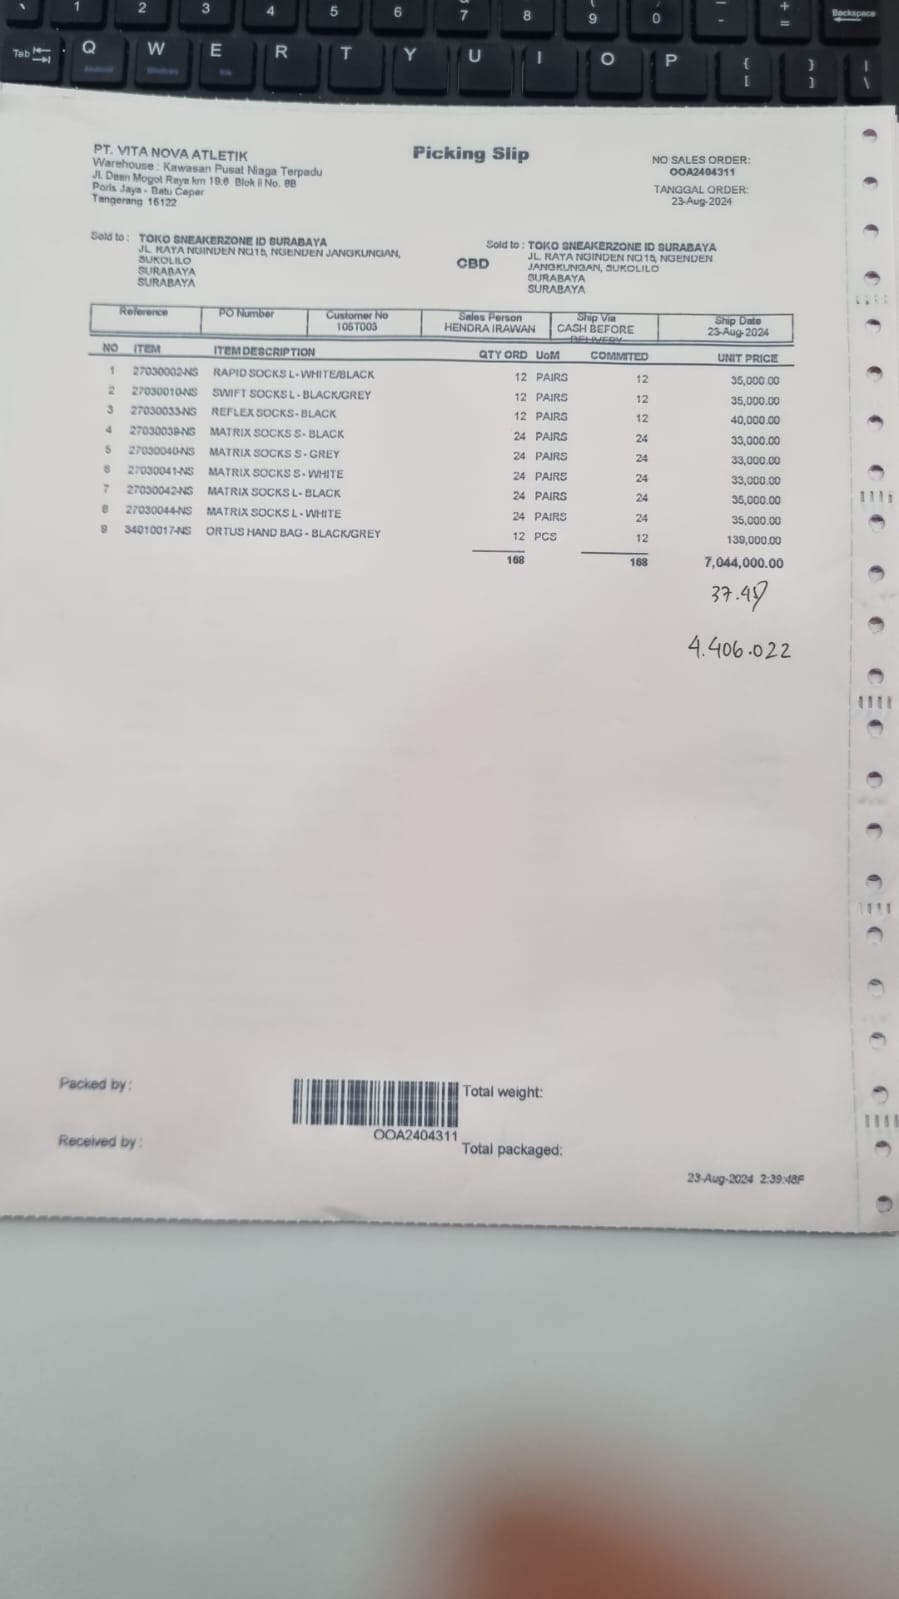 1 2 3 4 5 6 7 8 9 0 - + = Backspace
Tab Q W E R T Y U I O P { [ } ] | \
PT. VITA NOVA ATLETIK
Warehouse : Kawasan Pusat Niaga Terpadu
Jl. Daan Mogot Raya km 19.6 Blok II No. 8B
Poris Jaya - Batu Ceper
Tangerang 15122
Picking Slip
NO SALES ORDER:
OOA2404311
TANGGAL ORDER:
23-Aug-2024
Sold to : TOKO SNEAKERZONE ID SURABAYA
JL. RAYA NGINDEN NO.15, NGENDEN JANGKUNGAN,
SUKOLILO
SURABAYA
SURABAYA
CBD
Sold to : TOKO SNEAKERZONE ID SURABAYA
JL. RAYA NGINDEN NO.15, NGENDEN
JANGKUNGAN, SUKOLILO
SURABAYA
SURABAYA
Reference PO Number Customer No Sales Person Ship Via Ship Date
105T003 HENDRA IRAWAN CASH BEFORE DELIVERY 23-Aug-2024
NO ITEM ITEM DESCRIPTION QTY ORD UoM COMMITED UNIT PRICE
1 27030002-NS RAPID SOCKS L - WHITE/BLACK 12 PAIRS 12 35,000.00
2 27030010-NS SWIFT SOCKS L - BLACK/GREY 12 PAIRS 12 35,000.00
3 27030033-NS REFLEX SOCKS - BLACK 12 PAIRS 12 40,000.00
4 27030039-NS MATRIX SOCKS S - BLACK 24 PAIRS 24 33,000.00
5 27030040-NS MATRIX SOCKS S - GREY 24 PAIRS 24 33,000.00
6 27030041-NS MATRIX SOCKS S - WHITE 24 PAIRS 24 33,000.00
7 27030042-NS MATRIX SOCKS L - BLACK 24 PAIRS 24 35,000.00
8 27030044-NS MATRIX SOCKS L - WHITE 24 PAIRS 24 35,000.00
9 34010017-NS ORTUS HAND BAG - BLACK/GREY 12 PCS 12 139,000.00
168 168 7,044,000.00
4.406.022
Packed by :
Total weight:
OOA2404311
Received by :
Total packaged:
23-Aug-2024 2:39:48F